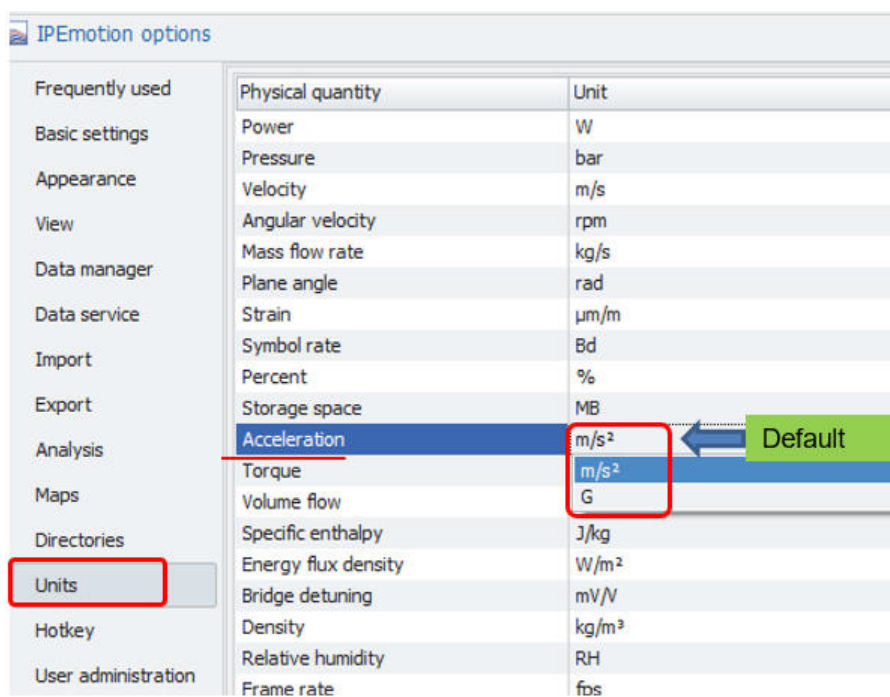 IPEmotion options
Frequently used
Basic settings
Appearance
View
Data manager
Data service
Import
Export
Analysis
Maps
Directories
Units
Hotkey
User administration
Physical quantity Unit
Power W
Pressure bar
Velocity m/s
Angular velocity rpm
Mass flow rate kg/s
Plane angle rad
Strain µm/m
Symbol rate Bd
Percent %
Storage space MB
Acceleration m/s² Default
Torque m/s²
Volume flow G
Specific enthalpy J/kg
Energy flux density W/m²
Bridge detuning mV/V
Density kg/m³
Relative humidity RH
Frame rate fps